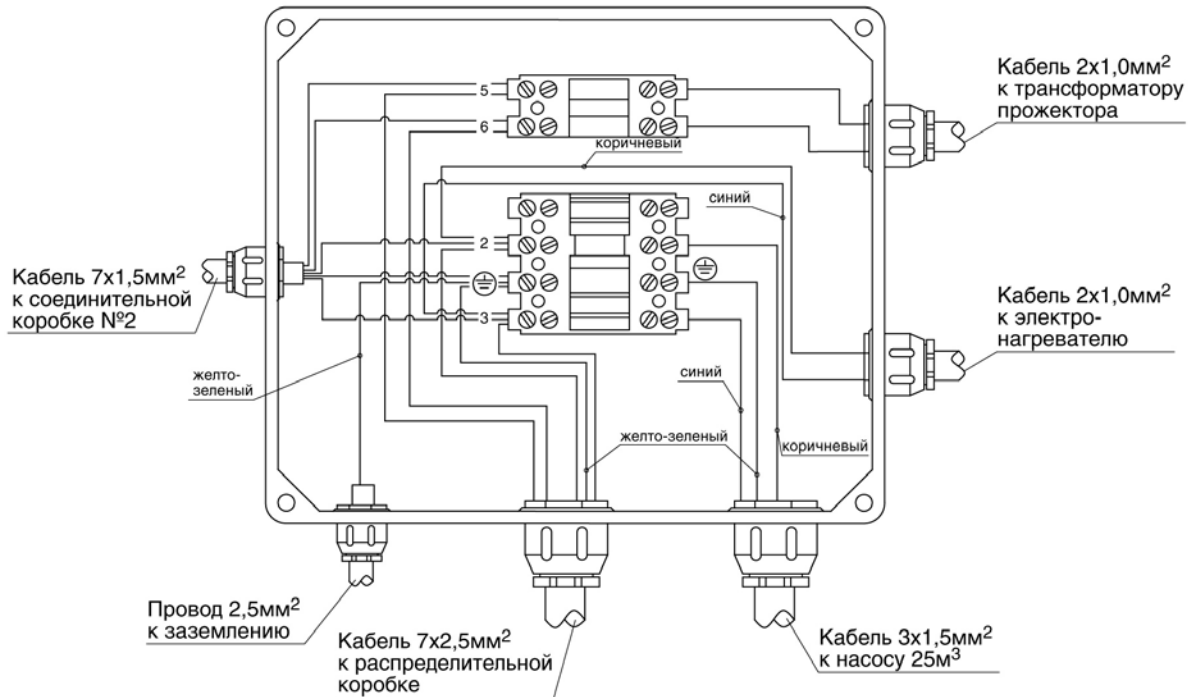 Кабель 2х1,0мм²
к трансформатору
прожектора
5
6
коричневый
синий
2
3
Кабель 7х1,5мм²
к соединительной
коробке №2
Кабель 2х1,0мм²
к электро-
нагревателю
желто-
зеленый
синий
желто-зеленый
коричневый
Провод 2,5мм²
к заземлению
Кабель 7х2,5мм²
к распределительной
коробке
Кабель 3х1,5мм²
к насосу 25м³